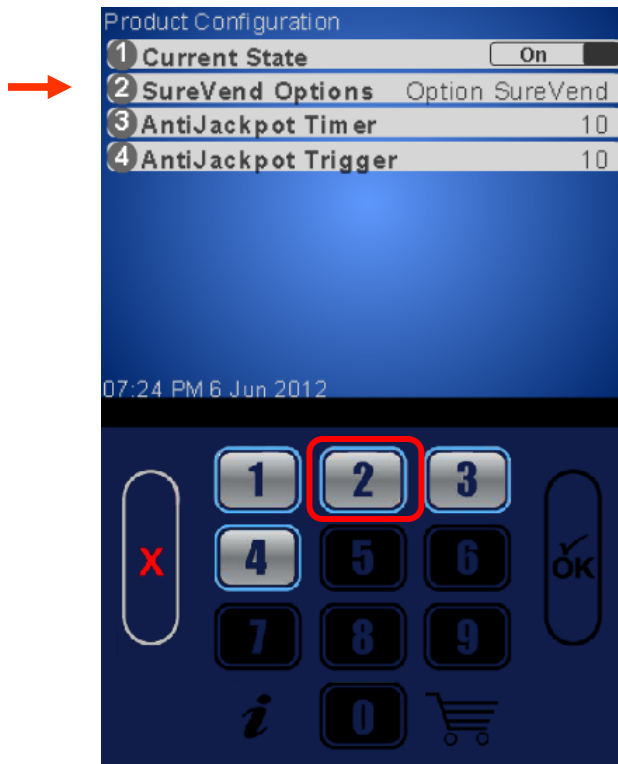 Product Configuration
1 Current State On
2 SureVend Options Option SureVend
3 AntiJackpot Timer 10
4 AntiJackpot Trigger 10
07:24 PM 6 Jun 2012
1 2 3
X 4 5 6 OK
7 8 9
i 0